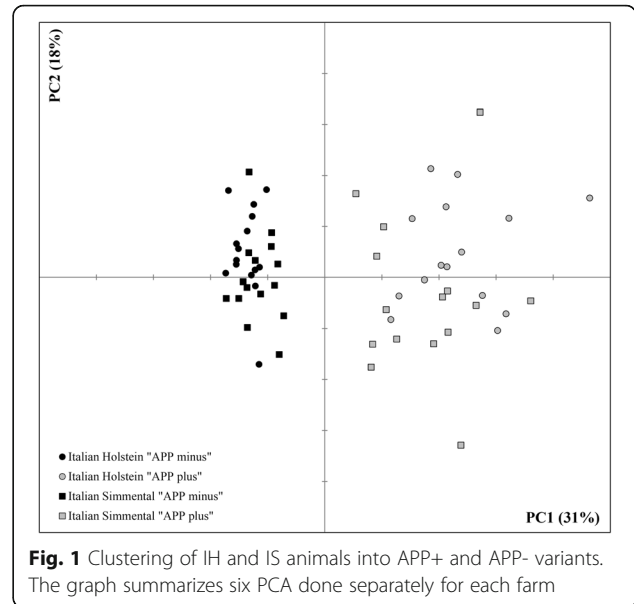 PC2 (18%)
Italian Holstein "APP minus"
Italian Holstein "APP plus"
Italian Simmental "APP minus"
Italian Simmental "APP plus"
PC1 (31%)
Fig. 1 Clustering of IH and IS animals into APP+ and APP- variants.
The graph summarizes six PCA done separately for each farm